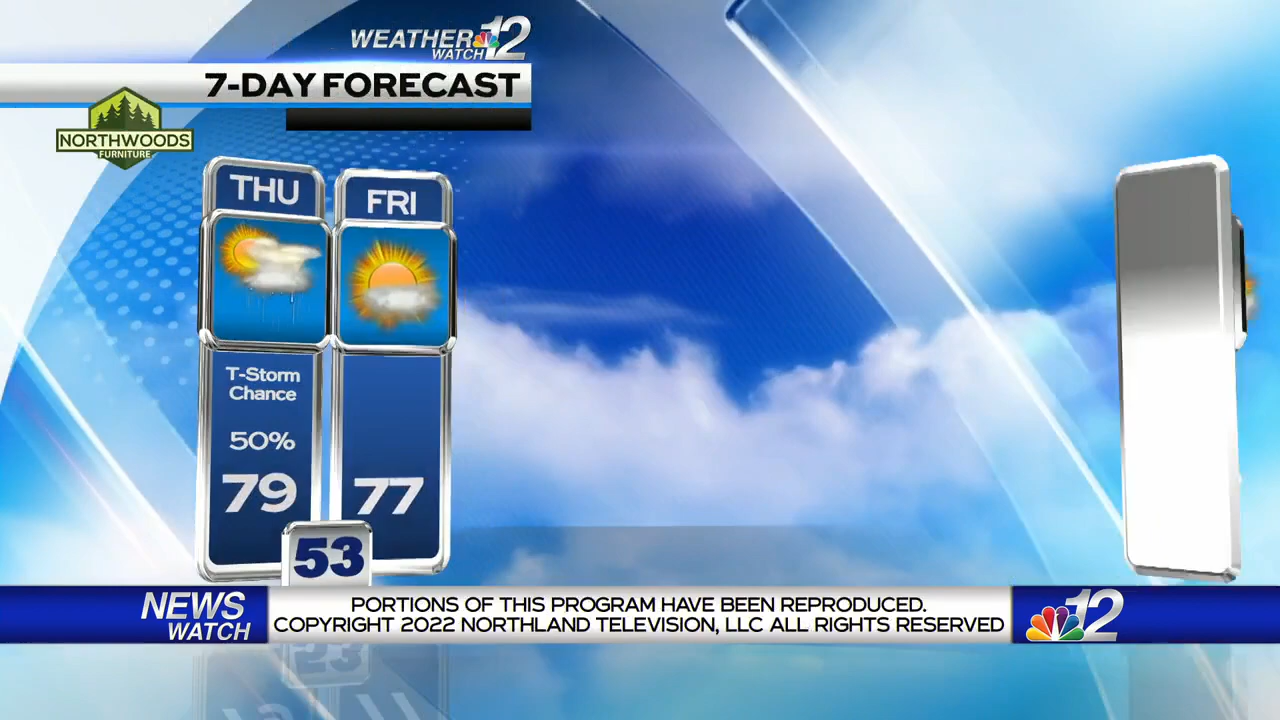 WEATHER
WATCH 12
7-DAY FORECAST
NORTHWOODS
FURNITURE
THU
FRI
T-Storm
Chance
50%
79
77
53
NEWS
WATCH
PORTIONS OF THIS PROGRAM HAVE BEEN REPRODUCED.
COPYRIGHT 2022 NORTHLAND TELEVISION, LLC ALL RIGHTS RESERVED
12